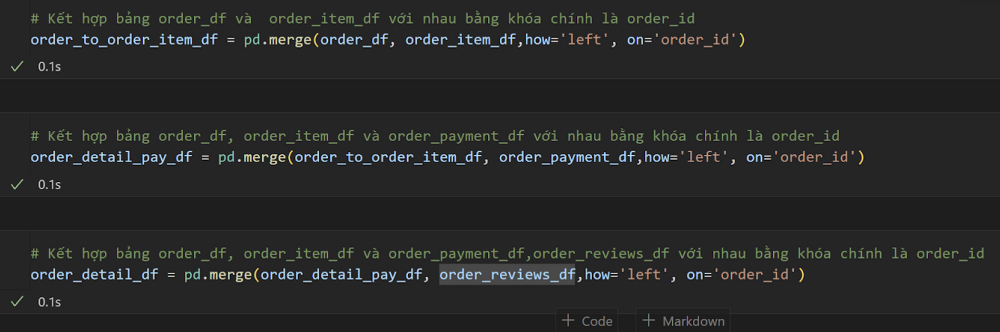 # Kết hợp bảng order_df và  order_item_df với nhau bằng khóa chính là order_id
order_to_order_item_df = pd.merge(order_df, order_item_df,how='left', on='order_id')
✓ 0.1s
# Kết hợp bảng order_df, order_item_df và order_payment_df với nhau bằng khóa chính là order_id
order_detail_pay_df = pd.merge(order_to_order_item_df, order_payment_df,how='left', on='order_id')
✓ 0.1s
# Kết hợp bảng order_df, order_item_df và order_payment_df,order_reviews_df với nhau bằng khóa chính là order_id
order_detail_df = pd.merge(order_detail_pay_df, order_reviews_df,how='left', on='order_id')
✓ 0.1s
+ Code + Markdown